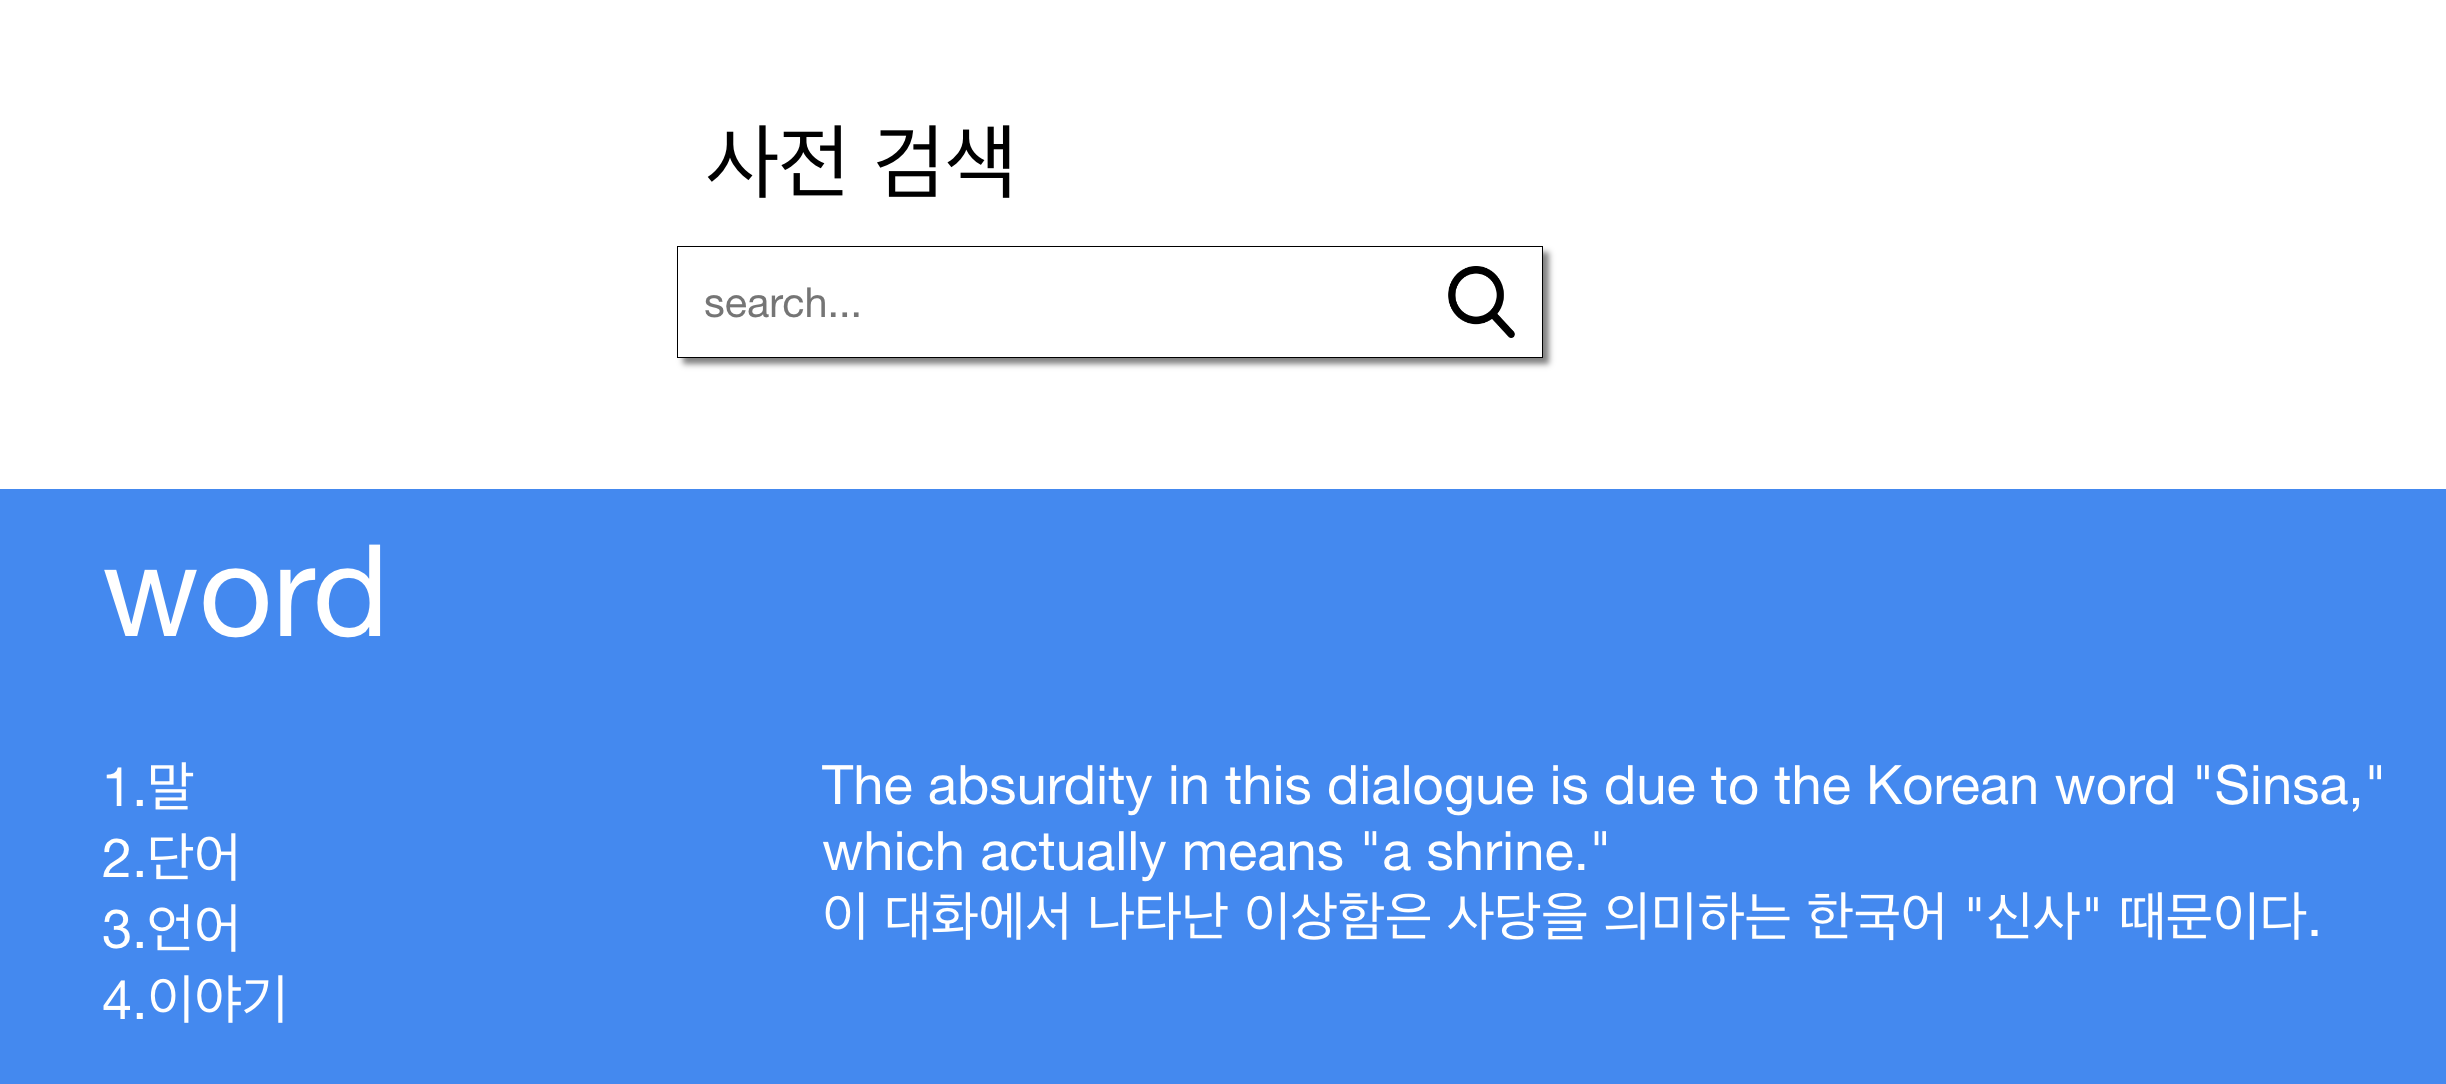 사전 검색
search...
word
1.말
2.단어
3.언어
4.이야기
The absurdity in this dialogue is due to the Korean word "Sinsa,"
which actually means "a shrine."
이 대화에서 나타난 이상함은 사당을 의미하는 한국어 "신사" 때문이다.